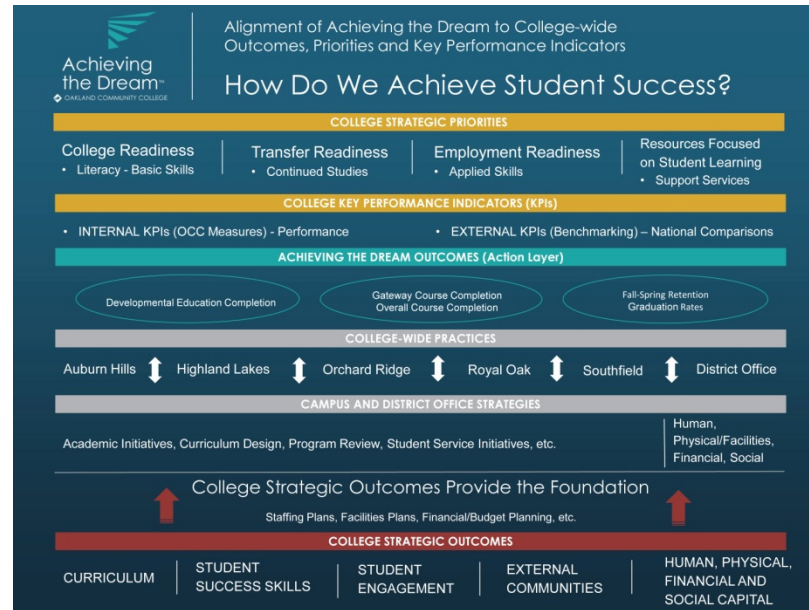 Achieving
the Dream™
OAKLAND COMMUNITY COLLEGE
Alignment of Achieving the Dream to College-wide
Outcomes, Priorities and Key Performance Indicators
How Do We Achieve Student Success?
COLLEGE STRATEGIC PRIORITIES
College Readiness
• Literacy - Basic Skills
Transfer Readiness
• Continued Studies
Employment Readiness
• Applied Skills
Resources Focused
on Student Learning
• Support Services
COLLEGE KEY PERFORMANCE INDICATORS (KPIs)
• INTERNAL KPIs (OCC Measures) - Performance
• EXTERNAL KPIs (Benchmarking) – National Comparisons
ACHIEVING THE DREAM OUTCOMES (Action Layer)
Developmental Education Completion
Gateway Course Completion
Overall Course Completion
Fall-Spring Retention
Graduation Rates
COLLEGE-WIDE PRACTICES
Auburn Hills
Highland Lakes
Orchard Ridge
Royal Oak
Southfield
District Office
CAMPUS AND DISTRICT OFFICE STRATEGIES
Academic Initiatives, Curriculum Design, Program Review, Student Service Initiatives, etc.
Human,
Physical/Facilities,
Financial, Social
College Strategic Outcomes Provide the Foundation
Staffing Plans, Facilities Plans, Financial/Budget Planning, etc.
COLLEGE STRATEGIC OUTCOMES
CURRICULUM
STUDENT
SUCCESS SKILLS
STUDENT
ENGAGEMENT
EXTERNAL
COMMUNITIES
HUMAN, PHYSICAL,
FINANCIAL AND
SOCIAL CAPITAL